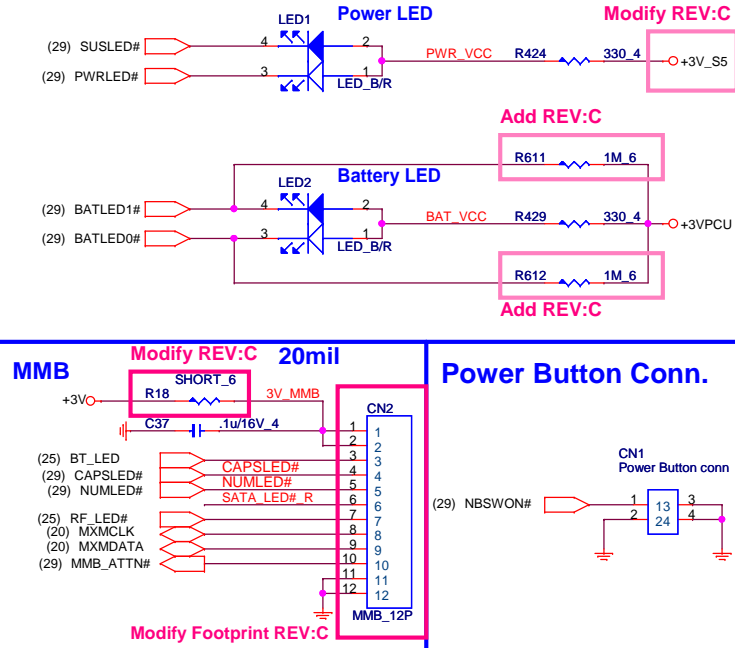 LED1 Power LED Modify REV:C
(29) SUSLED# 4 2
PWR_VCC R424 330_4 +3V_S5
(29) PWRLED# 3 1
LED_B/R
Add REV:C
R611 1M_6
LED2 Battery LED
(29) BATLED1# 4 2
BAT_VCC R429 330_4 +3VPCU
(29) BATLED0# 3 1
LED_B/R
R612 1M_6
Add REV:C
MMB Modify REV:C 20mil
SHORT_6
+3V R18 3V_MMB
CN2
C37 .1u/16V_4
1 1
2 2
(25) BT_LED 3 3
(29) CAPSLED# CAPSLED# 4 4
(29) NUMLED# NUMLED# 5 5
SATA_LED#_R 6 6
(25) RF_LED# 7 7
(20) MXMCLK 8 8
(20) MXMDATA 9 9
(29) MMB_ATTN# 10 10
11 11
12 12
MMB_12P
Modify Footprint REV:C
Power Button Conn.
CN1
Power Button conn
(29) NBSWON# 1 13 3
2 24 4